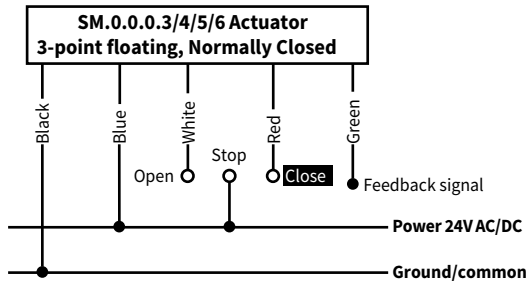 SM.0.0.0.3/4/5/6 Actuator
3-point floating, Normally Closed
Black
Blue
White
Red
Green
Stop
Open
Close
Feedback signal
Power 24V AC/DC
Ground/common